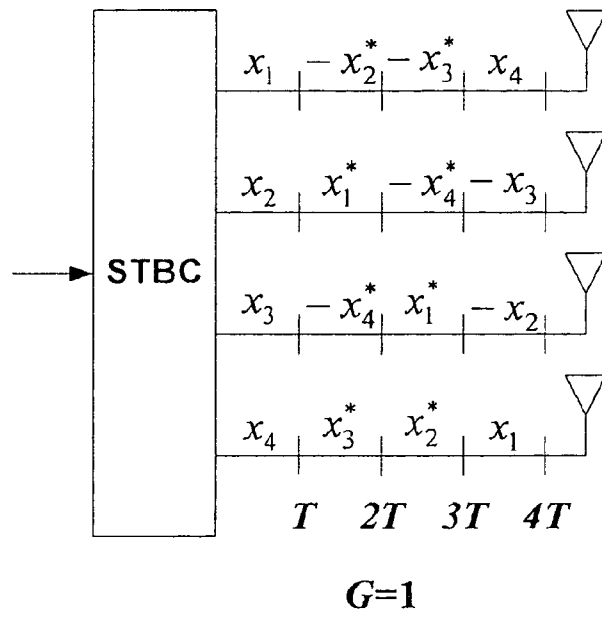 x₁ − x₂* − x₃* x₄
x₂ x₁* − x₄* − x₃
STBC
x₃ − x₄* x₁* − x₂
x₄ x₃* x₂* x₁
T 2T 3T 4T
G=1